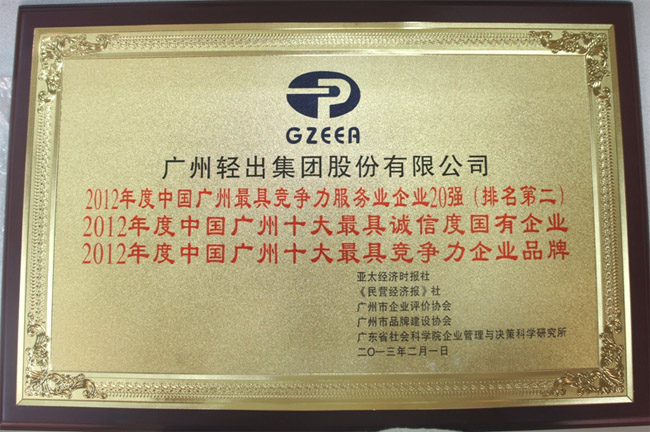 GZEEA
广州轻出集团股份有限公司
2012年度中国广州最具竞争力服务业企业20强（排名第二）
2012年度中国广州十大最具诚信度国有企业
2012年度中国广州十大最具竞争力企业品牌
亚太经济时报社
《民营经济报》社
广州市企业评价协会
广州市品牌建设协会
广东省社会科学院企业管理与决策科学研究所
二〇一三年二月一日